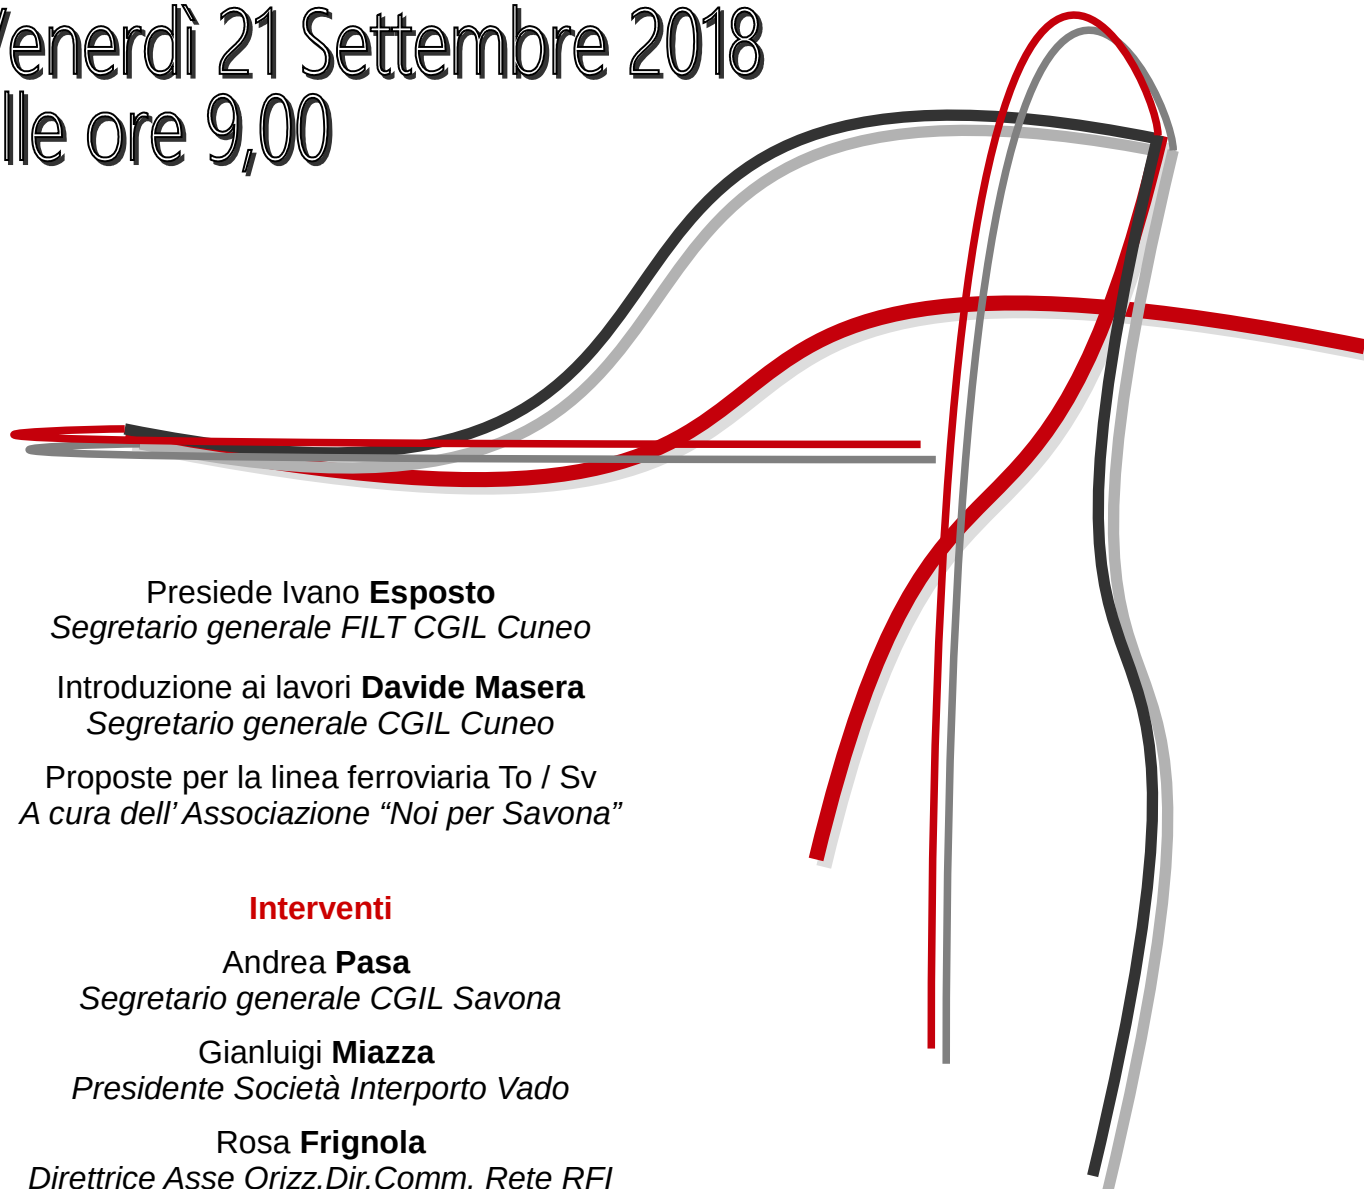 Venerdì 21 Settembre 2018
lle ore 9,00
Presiede Ivano Esposto
Segretario generale FILT CGIL Cuneo
Introduzione ai lavori Davide Masera
Segretario generale CGIL Cuneo
Proposte per la linea ferroviaria To / Sv
A cura dell’ Associazione “Noi per Savona”
Interventi
Andrea Pasa
Segretario generale CGIL Savona
Gianluigi Miazza
Presidente Società Interporto Vado
Rosa Frignola
Direttrice Asse Orizz.Dir.Comm. Rete RFI